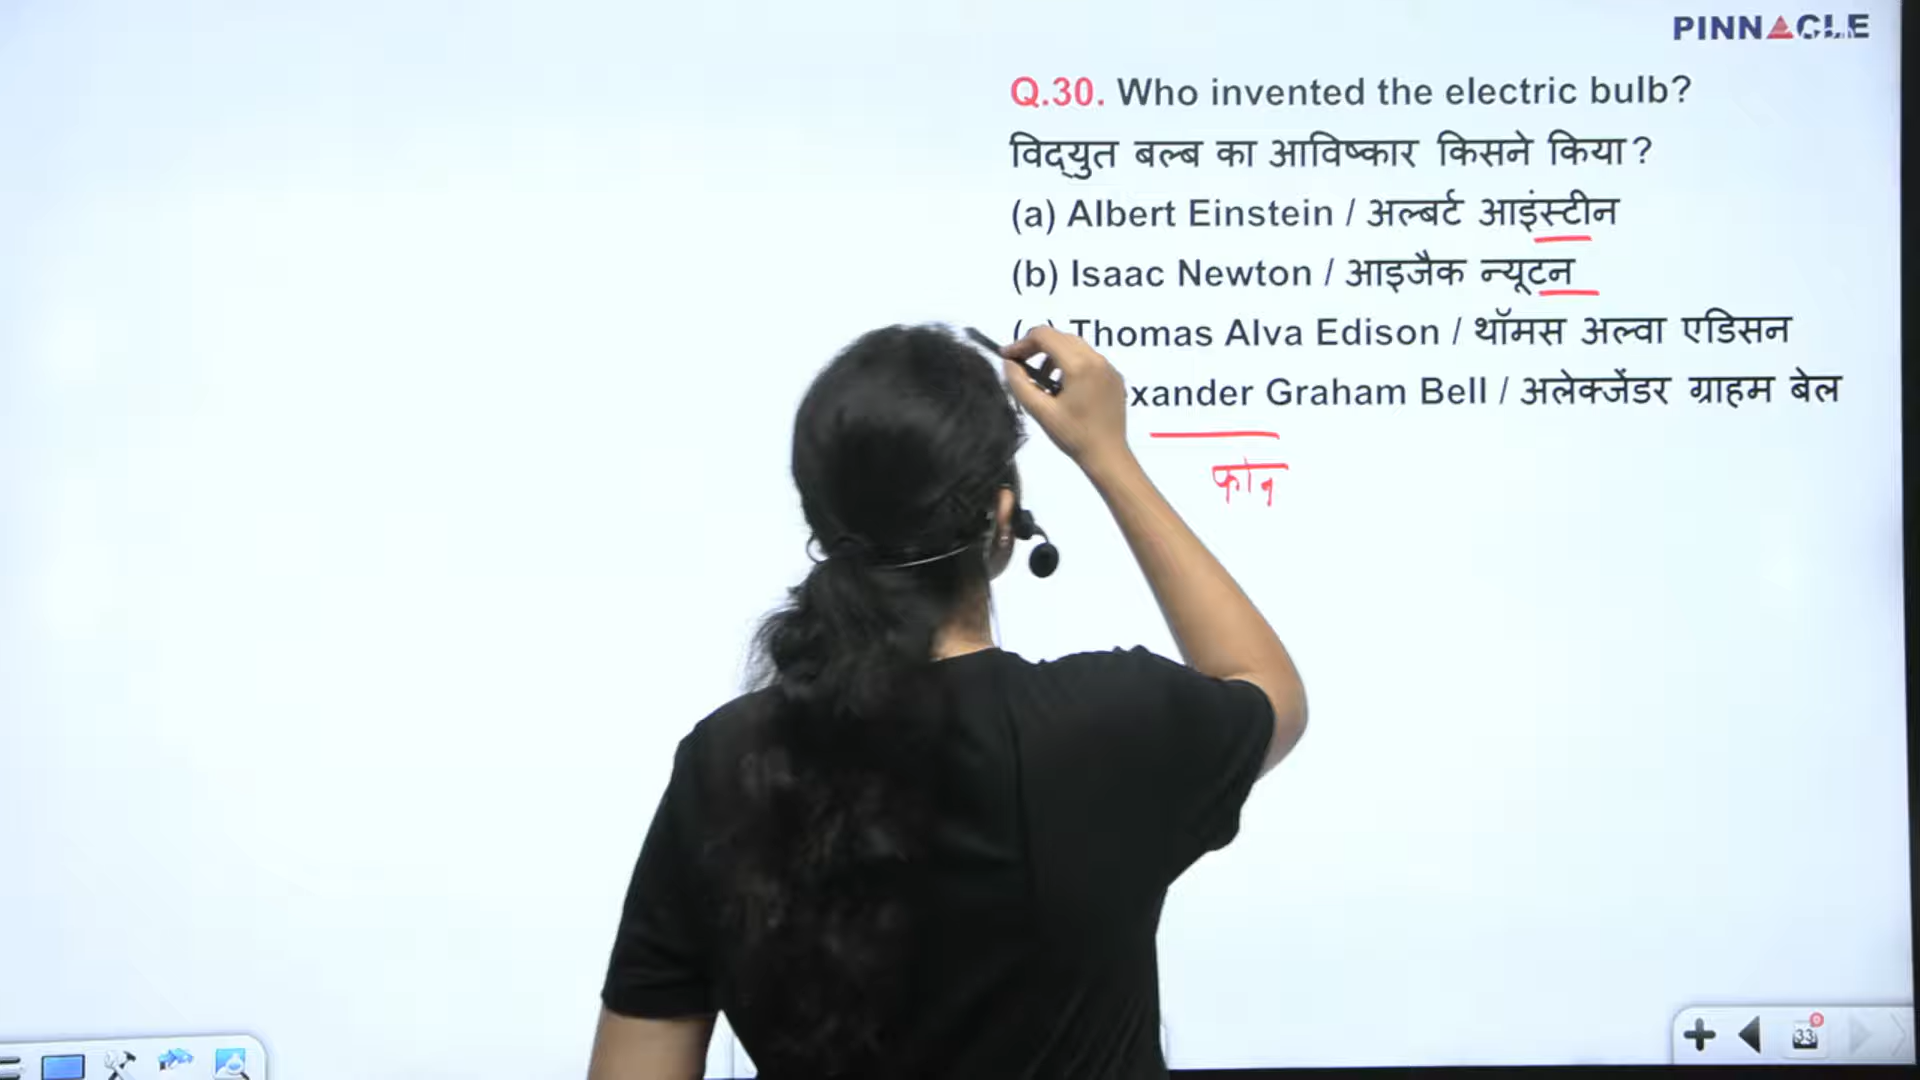 PINNACLE
Q.30. Who invented the electric bulb?
विद्युत बल्ब का आविष्कार किसने किया?
(a) Albert Einstein / अल्बर्ट आइंस्टीन
(b) Isaac Newton / आइजैक न्यूटन
Thomas Alva Edison / थॉमस अल्वा एडिसन
Graham Bell / अलेक्जेंडर ग्राहम बेल
फोन
33